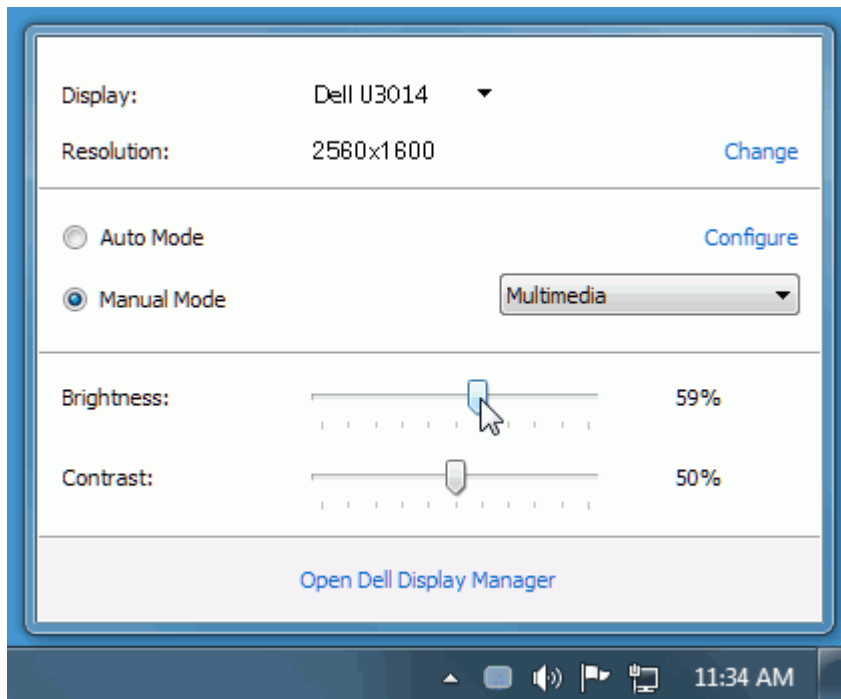 Display: Dell U3014
Resolution: 2560x1600 Change
Auto Mode Configure
Manual Mode Multimedia
Brightness: 59%
Contrast: 50%
Open Dell Display Manager
11:34 AM